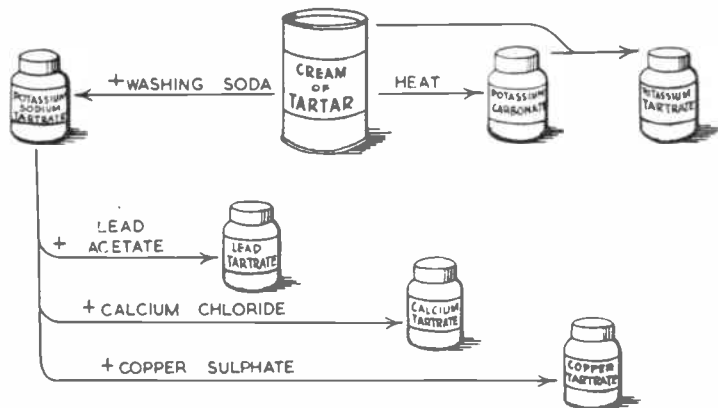 POTASSIUM
SODIUM
TARTRATE
+WASHING SODA
CREAM
OF
TARTAR
HEAT
POTASSIUM
CARBONATE
POTASSIUM
TARTRATE
+ LEAD
ACETATE
LEAD
TARTRATE
+CALCIUM CHLORIDE
CALCIUM
TARTRATE
+COPPER SULPHATE
COPPER
TARTRATE